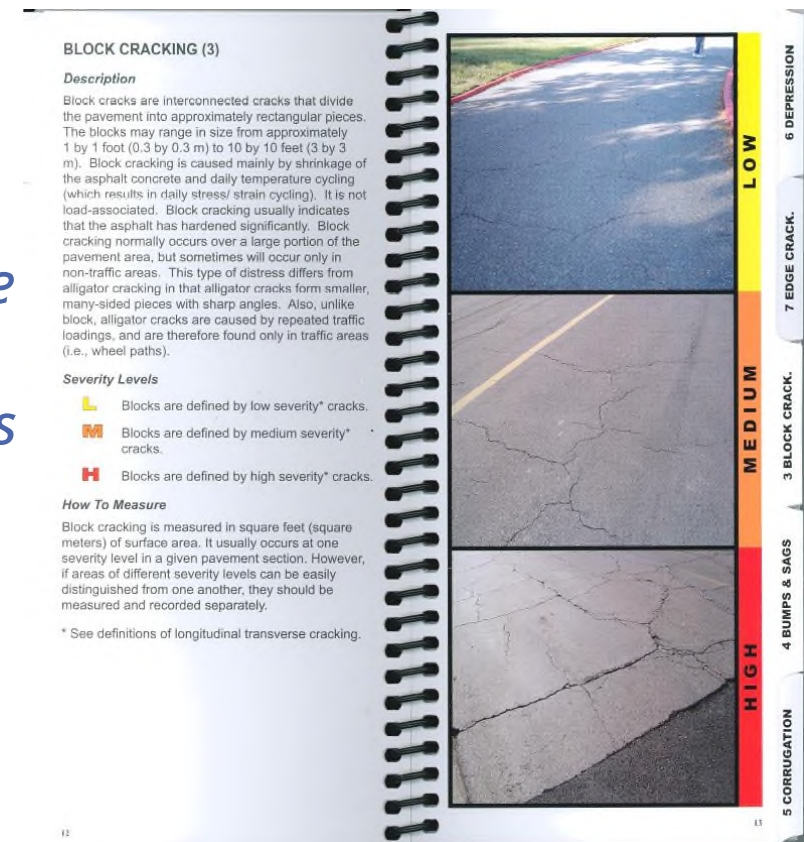 BLOCK CRACKING (3)
Description
Block cracks are interconnected cracks that divide
the pavement into approximately rectangular pieces.
The blocks may range in size from approximately
1 by 1 foot (0.3 by 0.3 m) to 10 by 10 feet (3 by 3
m). Block cracking is caused mainly by shrinkage of
the asphalt concrete and daily temperature cycling
(which results in daily stress/ strain cycling). It is not
load-associated. Block cracking usually indicates
that the asphalt has hardened significantly. Block
cracking normally occurs over a large portion of the
pavement area, but sometimes will occur only in
non-traffic areas. This type of distress differs from
alligator cracking in that alligator cracks form smaller,
many-sided pieces with sharp angles. Also, unlike
block, alligator cracks are caused by repeated traffic
loadings, and are therefore found only in traffic areas
(i.e., wheel paths).
Severity Levels
L Blocks are defined by low severity* cracks.
M Blocks are defined by medium severity*
cracks.
H Blocks are defined by high severity* cracks.
How To Measure
Block cracking is measured in square feet (square
meters) of surface area. It usually occurs at one
severity level in a given pavement section. However,
if areas of different severity levels can be easily
distinguished from one another, they should be
measured and recorded separately.
* See definitions of longitudinal transverse cracking.
12
e
s
LOW
MEDIUM
HIGH
13
6 DEPRESSION
7 EDGE CRACK.
3 BLOCK CRACK.
4 BUMPS & SAGS
5 CORRUGATION